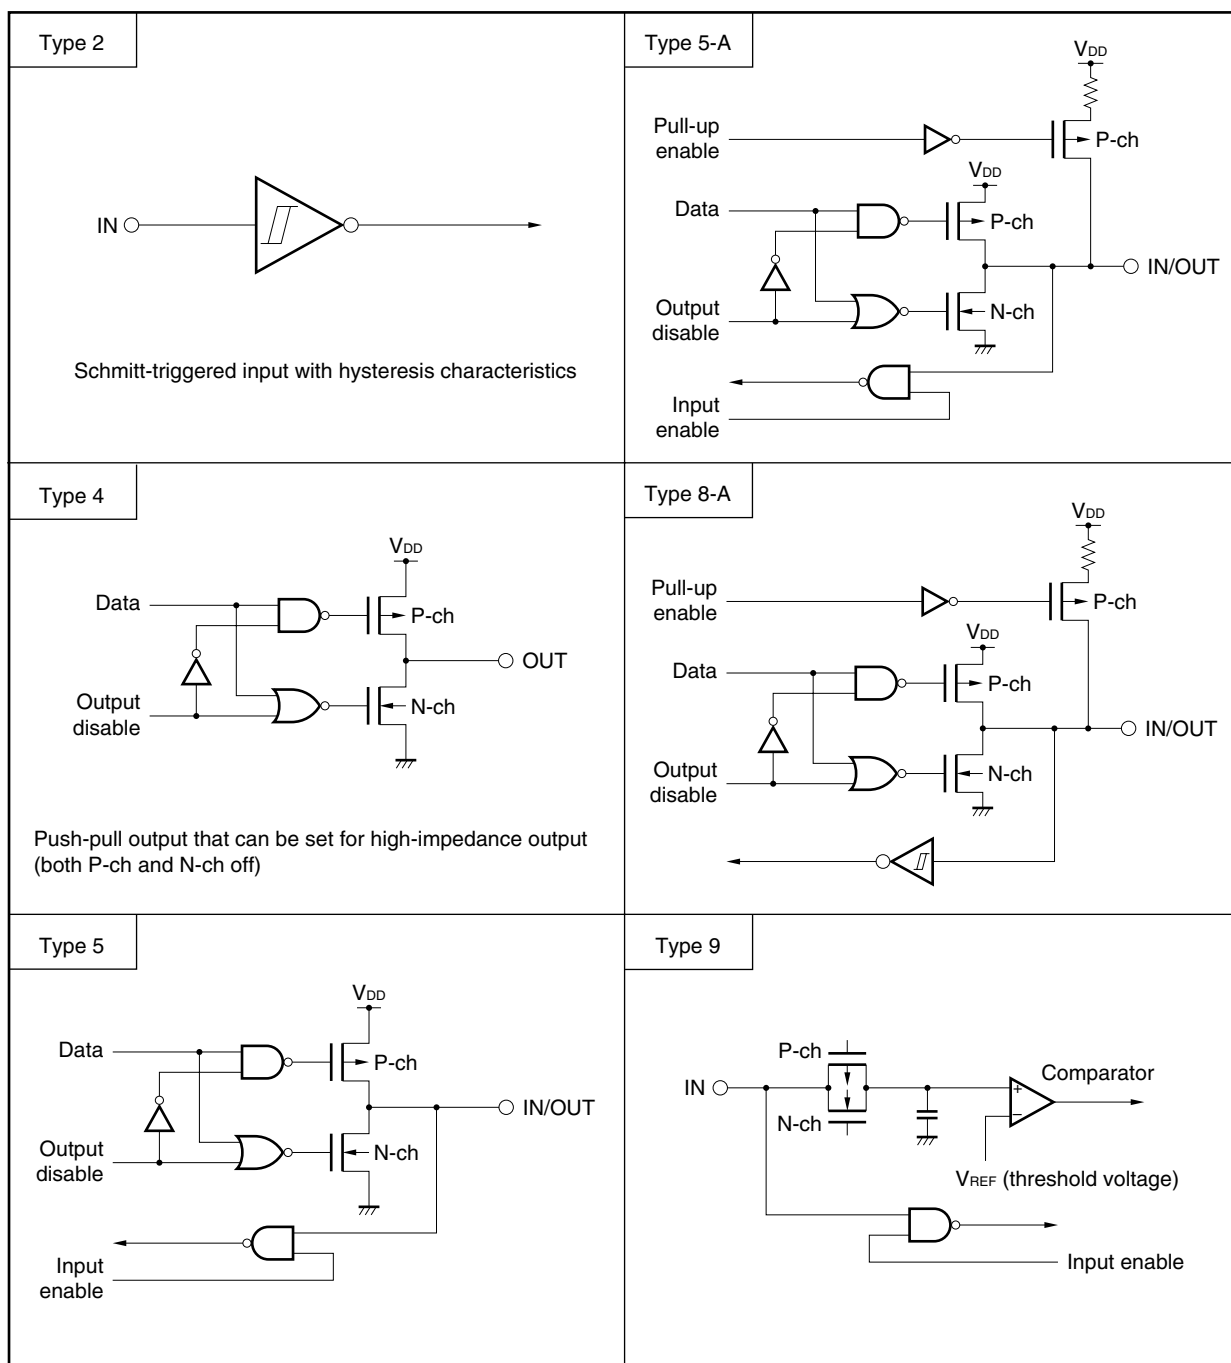 Type 2
IN
Schmitt-triggered input with hysteresis characteristics
Type 5-A
VDD
Pull-up
enable
P-ch
VDD
Data
P-ch
IN/OUT
Output
disable
N-ch
Input
enable
Type 4
VDD
Data
P-ch
OUT
Output
disable
N-ch
Push-pull output that can be set for high-impedance output
(both P-ch and N-ch off)
Type 8-A
VDD
Pull-up
enable
P-ch
VDD
Data
P-ch
IN/OUT
Output
disable
N-ch
Type 5
VDD
Data
P-ch
IN/OUT
Output
disable
N-ch
Input
enable
Type 9
P-ch
IN
N-ch
Comparator
+
−
VREF (threshold voltage)
Input enable